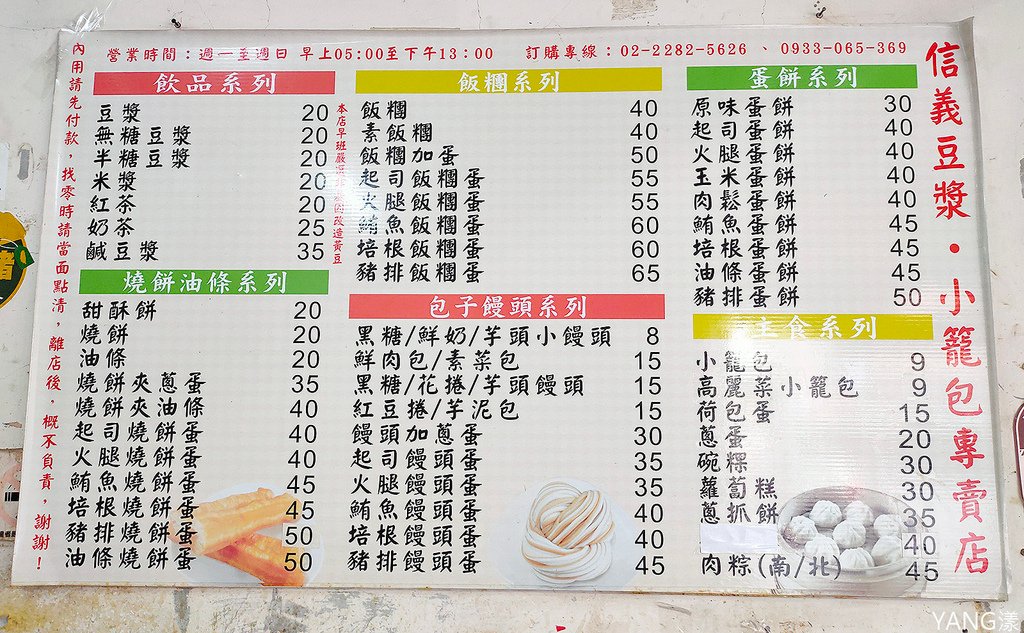 營業時間：週一至週日 早上05:00至下午13:00 訂購專線：02-2282-5626 、 0933-065-369
內用請先付款，找零時請當面點清，離店後，概不負責，謝謝！
飲品系列
豆漿 20
無糖豆漿 20
半糖豆漿 20
米漿 20
紅茶 20
奶茶 25
鹹豆漿 35
本店早班嚴選非基因改造黃豆
燒餅油條系列
甜酥餅 20
燒餅 20
油條 20
燒餅夾蔥蛋 35
燒餅夾油條 40
起司燒餅蛋 40
火腿燒餅蛋 40
鮪魚燒餅蛋 45
培根燒餅蛋 45
豬排燒餅蛋 50
油條燒餅蛋 50
飯糰系列
飯糰 40
素飯糰 40
飯糰加蛋 50
起司飯糰蛋 55
火腿飯糰蛋 55
鮪魚飯糰蛋 60
培根飯糰蛋 60
豬排飯糰蛋 65
包子饅頭系列
黑糖/鮮奶/芋頭小饅頭 8
鮮肉包/素菜包 15
黑糖/花捲/芋頭饅頭 15
紅豆捲/芋泥包 15
饅頭加蔥蛋 30
起司饅頭蛋 35
火腿饅頭蛋 35
鮪魚饅頭蛋 40
培根饅頭蛋 40
豬排饅頭蛋 45
蛋餅系列
原味蛋餅 30
起司蛋餅 40
火腿蛋餅 40
玉米蛋餅 40
肉鬆蛋餅 40
鮪魚蛋餅 45
培根蛋餅 45
油條蛋餅 45
豬排蛋餅 50
主食系列
小籠包 9
高麗菜小籠包 9
荷包蛋 15
蔥蛋 20
碗粿 30
蘿蔔糕 30
蔥抓餅 35
40
肉粽(南/北) 45
信義豆漿・小籠包專賣店
豬
YANG漾